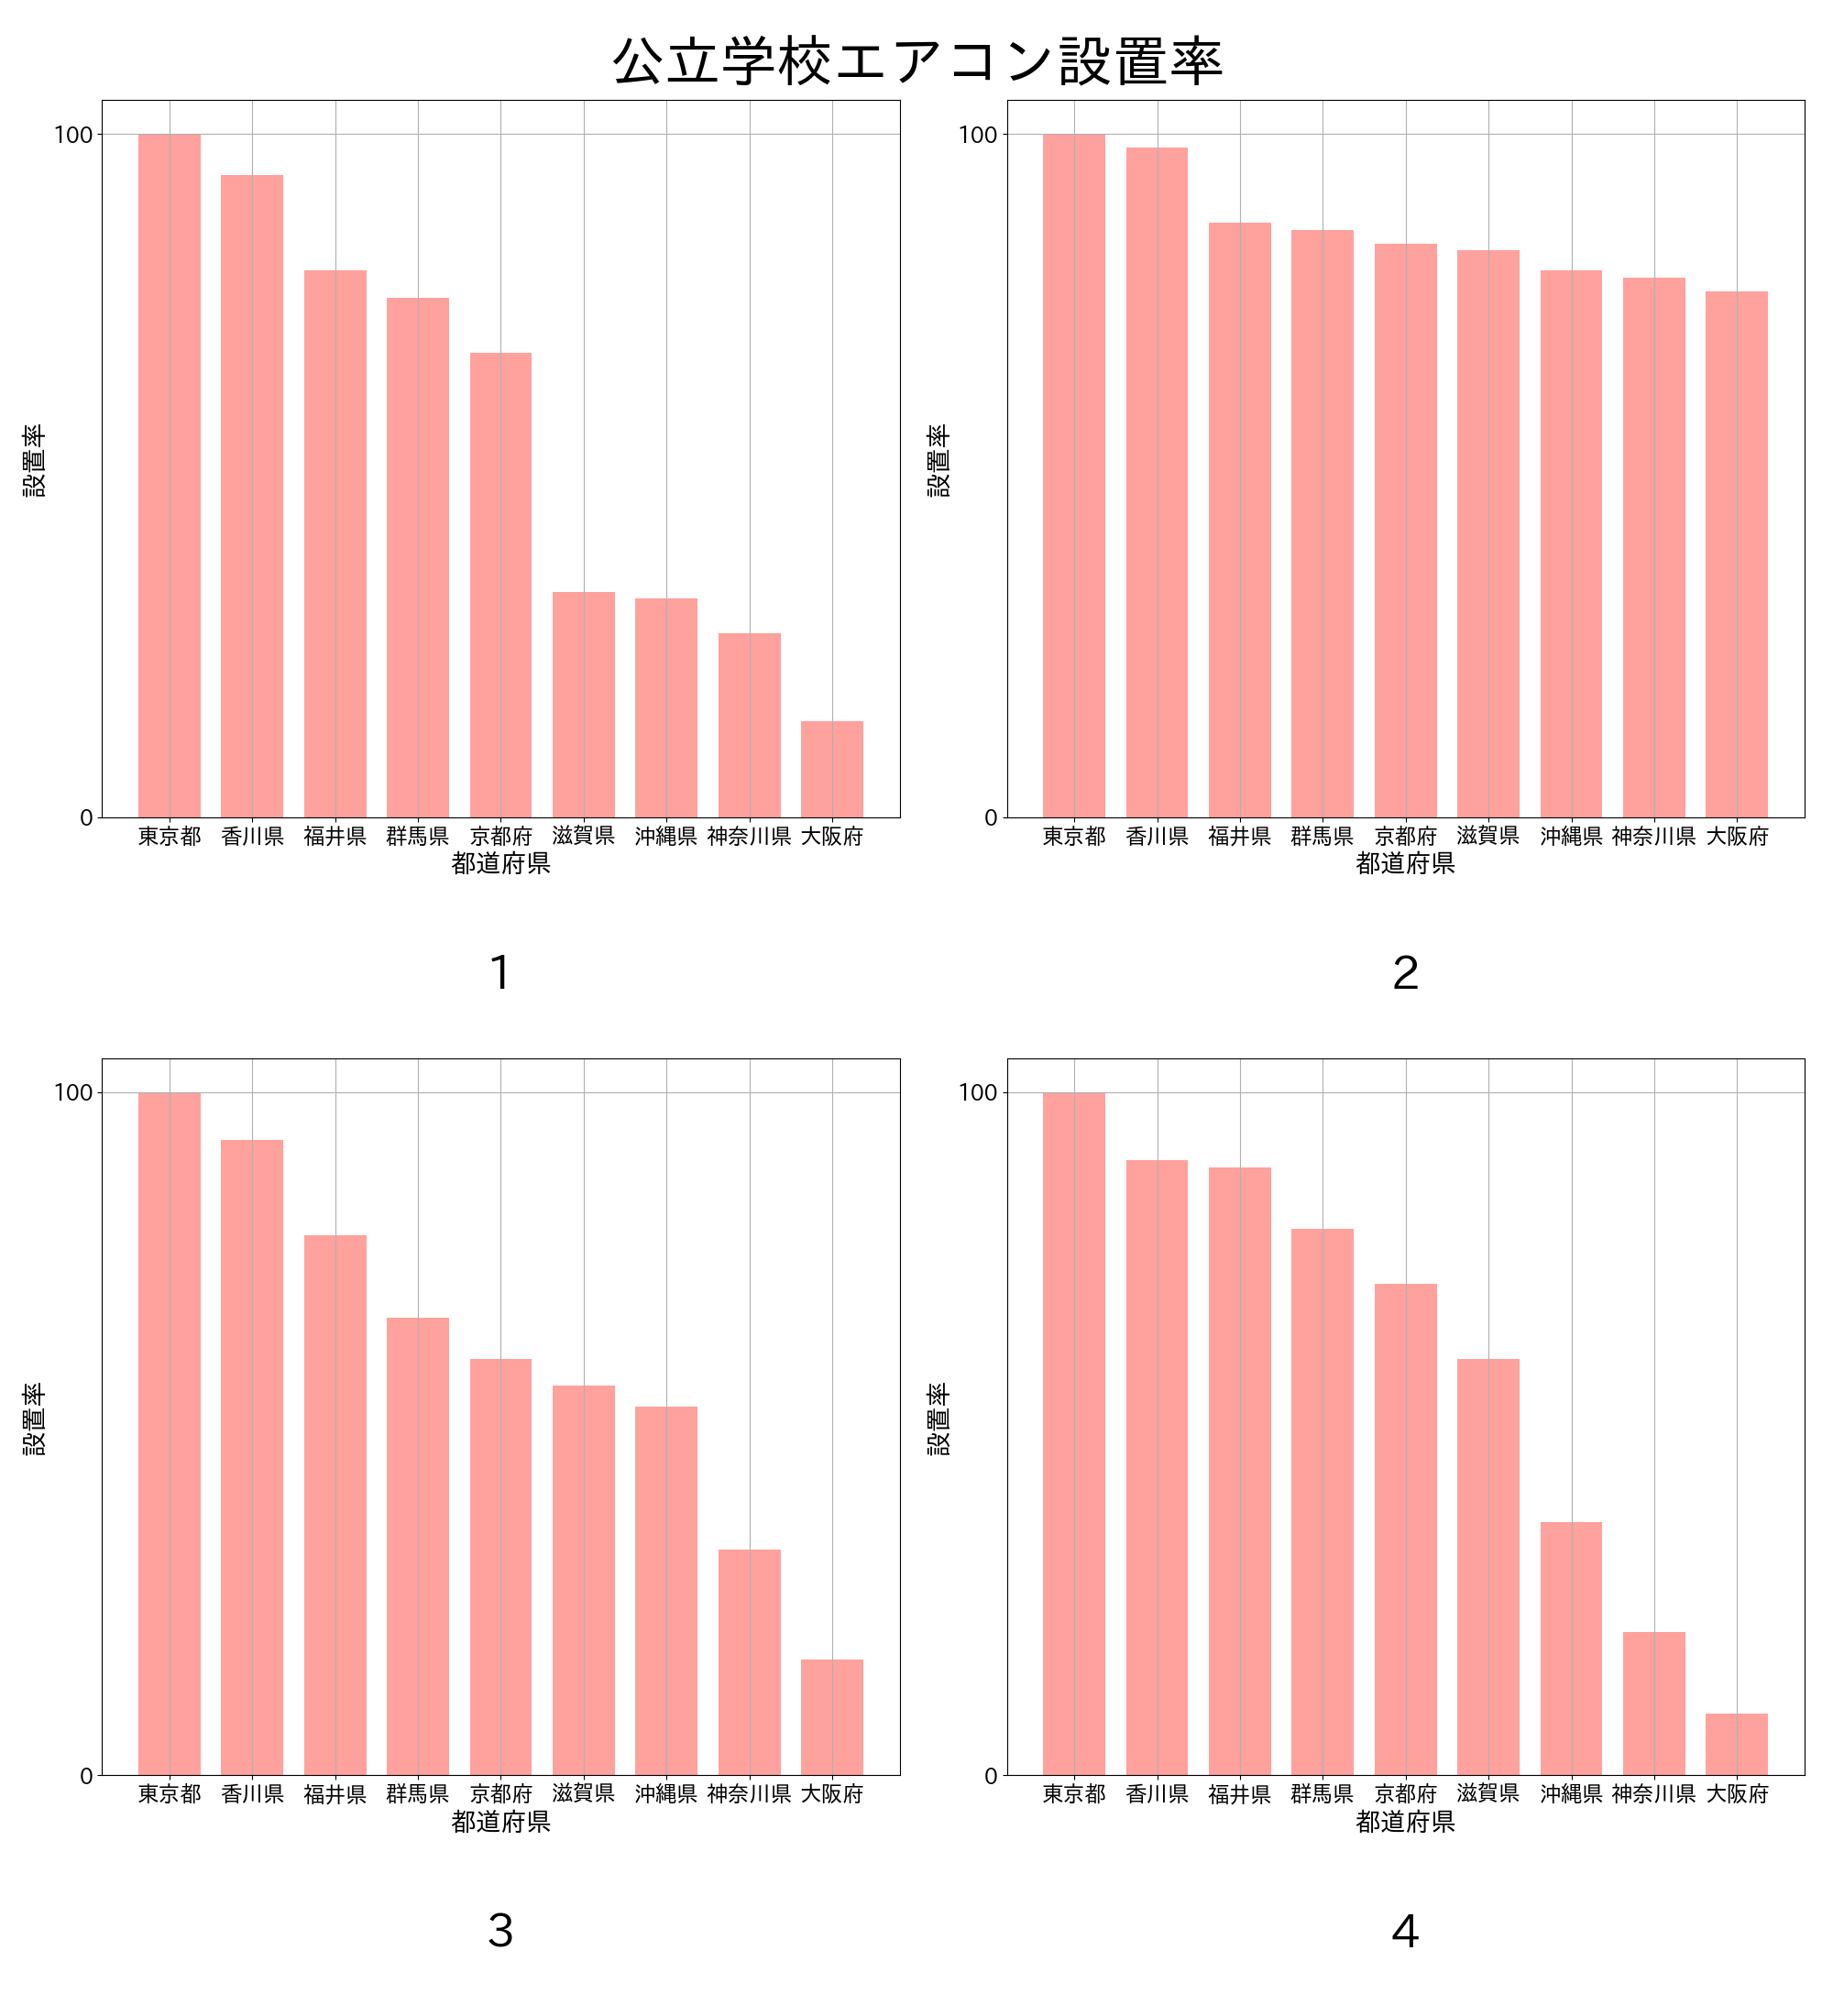 公立学校エアコン設置率
100
0
設置率
東京都 香川県 福井県 群馬県 京都府 滋賀県 沖縄県 神奈川県 大阪府
都道府県
1
100
0
設置率
東京都 香川県 福井県 群馬県 京都府 滋賀県 沖縄県 神奈川県 大阪府
都道府県
2
100
0
設置率
東京都 香川県 福井県 群馬県 京都府 滋賀県 沖縄県 神奈川県 大阪府
都道府県
3
100
0
設置率
東京都 香川県 福井県 群馬県 京都府 滋賀県 沖縄県 神奈川県 大阪府
都道府県
4